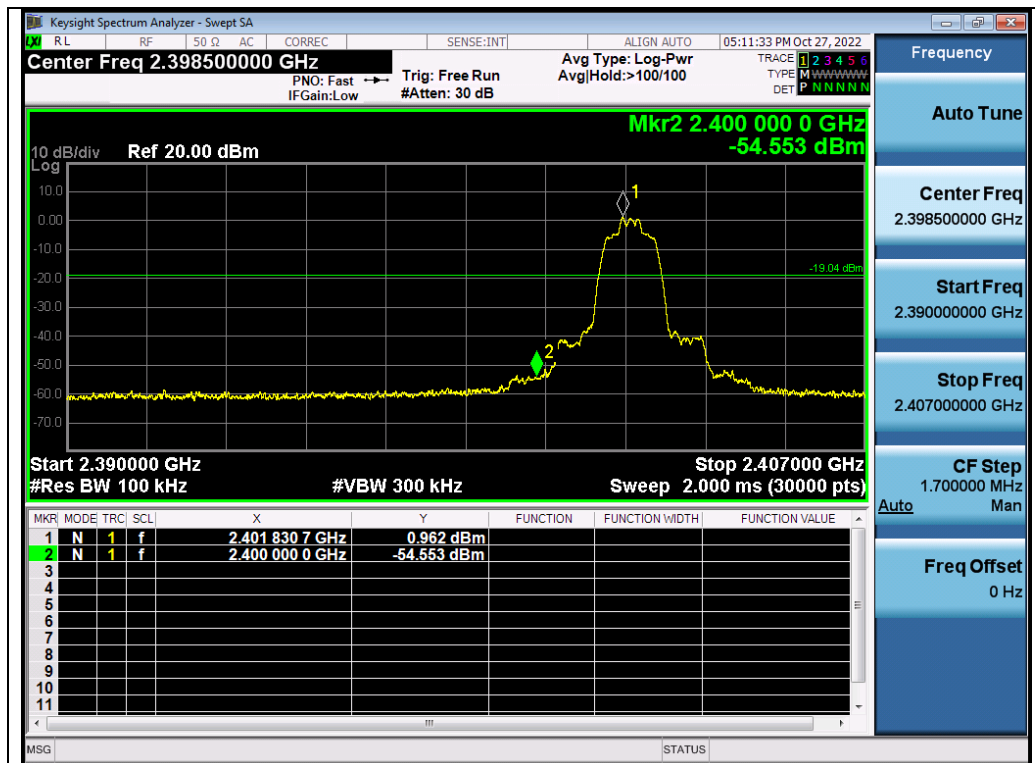 Keysight Spectrum Analyzer - Swept SA
LXI RL RF 50 Ω AC CORREC SENSE:INT ALIGN AUTO 05:11:33 PM Oct 27, 2022
Center Freq 2.398500000 GHz
PNO: Fast
IFGain:Low
Trig: Free Run
#Atten: 30 dB
Avg Type: Log-Pwr
Avg|Hold:>100/100
TRACE 1 2 3 4 5 6
TYPE M WWWWW
DET P N N N N N
Mkr2 2.400 000 0 GHz
-54.553 dBm
10 dB/div Ref 20.00 dBm
Log
10.0
0.00
-10.0
-20.0
-30.0
-40.0
-50.0
-60.0
-70.0
1
2
-19.04 dBm
Start 2.390000 GHz Stop 2.407000 GHz
#Res BW 100 kHz #VBW 300 kHz Sweep 2.000 ms (30000 pts)
MKR MODE TRC SCL X Y FUNCTION FUNCTION WIDTH FUNCTION VALUE
1 N 1 f 2.401 830 7 GHz 0.962 dBm
2 N 1 f 2.400 000 0 GHz -54.553 dBm
3
4
5
6
7
8
9
10
11
MSG STATUS
Frequency
Auto Tune
Center Freq
2.398500000 GHz
Start Freq
2.390000000 GHz
Stop Freq
2.407000000 GHz
CF Step
1.700000 MHz
Auto Man
Freq Offset
0 Hz